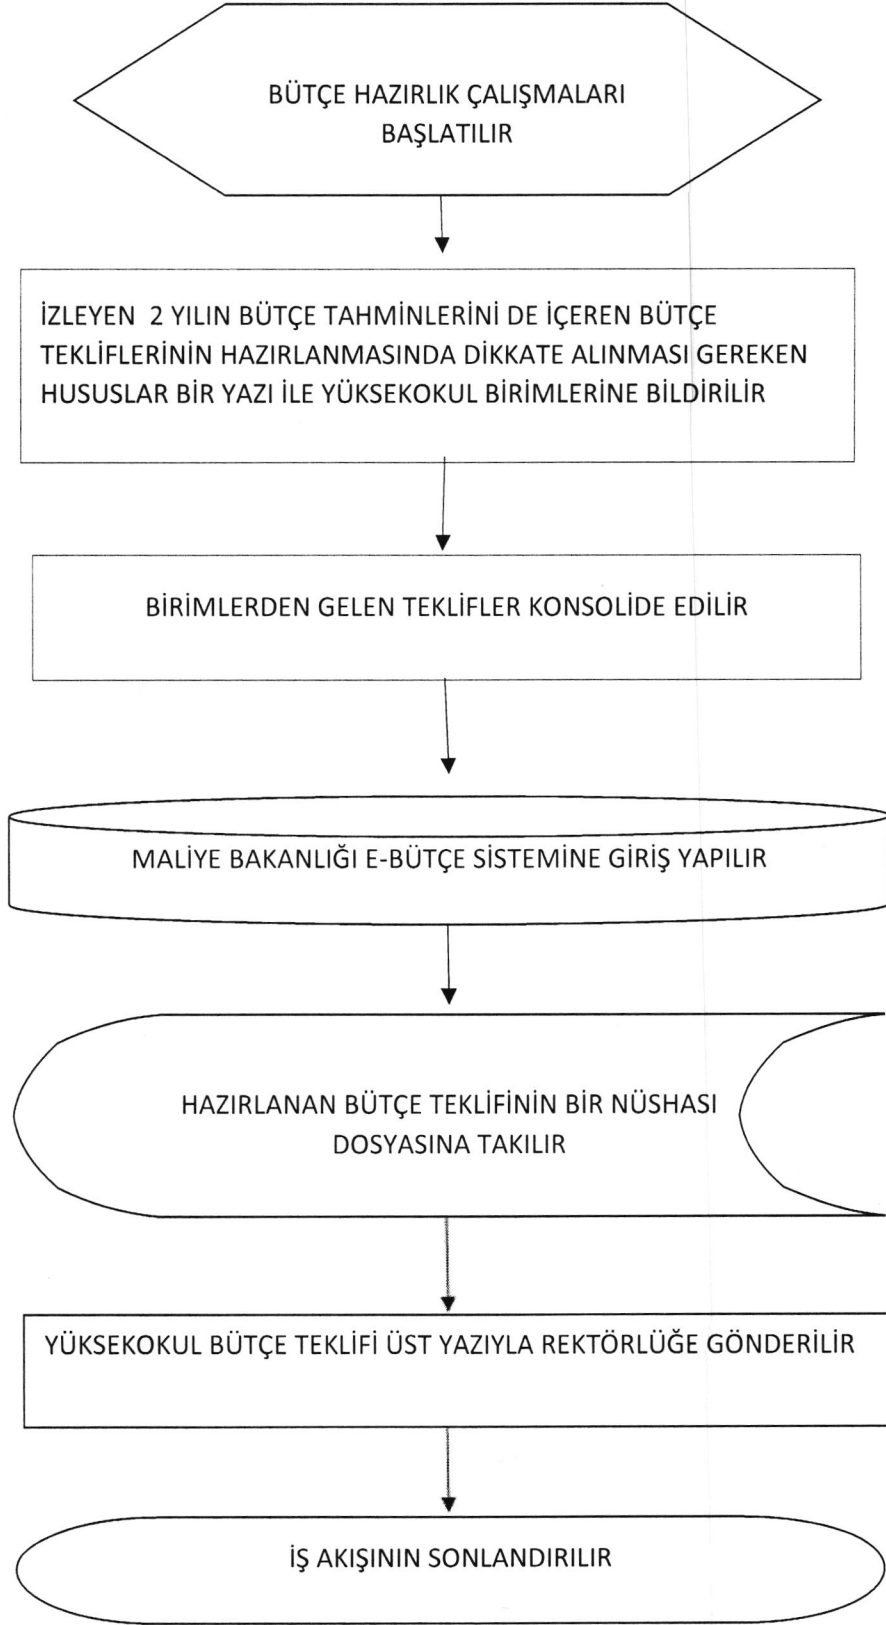 BÜTÇE HAZIRLIK ÇALIŞMALARI
BAŞLATILIR
İZLEYEN 2 YILIN BÜTÇE TAHMİNLERİNİ DE İÇEREN BÜTÇE
TEKLİFLERİNİN HAZIRLANMASINDA DİKKATE ALINMASI GEREKEN
HUSUSLAR BİR YAZI İLE YÜKSEKOKUL BİRİMLERİNE BİLDİRİLİR
BİRİMLERDEN GELEN TEKLİFLER KONSOLİDE EDİLİR
MALİYE BAKANLIĞI E-BÜTÇE SİSTEMİNE GİRİŞ YAPILIR
HAZIRLANAN BÜTÇE TEKLİFİNİN BİR NÜSHASI
DOSYASINA TAKILIR
YÜKSEKOKUL BÜTÇE TEKLİFİ ÜST YAZIYLA REKTÖRLÜĞE GÖNDERİLİR
İŞ AKIŞININ SONLANDIRILIR